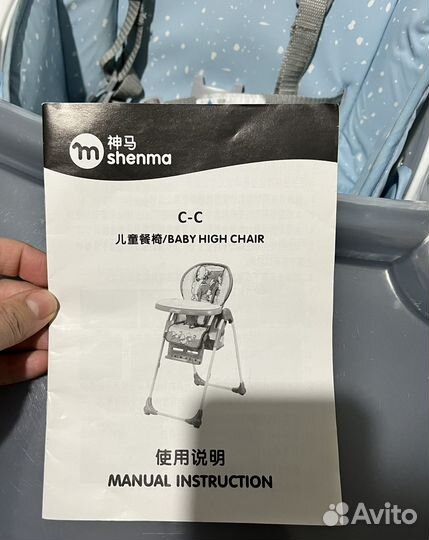 神马
shenma
C-C
儿童餐椅/BABY HIGH CHAIR
使用说明
MANUAL INSTRUCTION
Avito